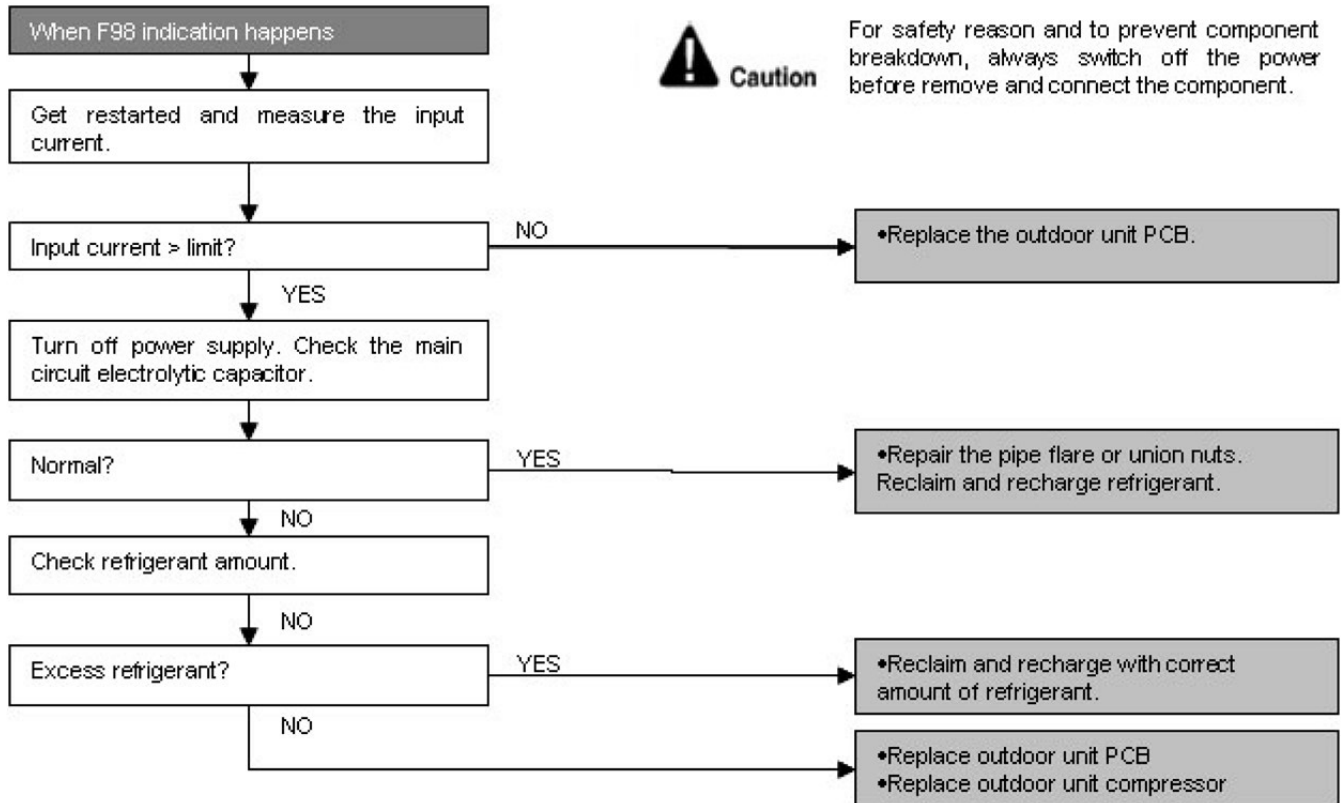 When F98 indication happens
Caution
For safety reason and to prevent component
breakdown, always switch off the power
before remove and connect the component.
Get restarted and measure the input
current.
Input current > limit?
NO
•Replace the outdoor unit PCB.
YES
Turn off power supply. Check the main
circuit electrolytic capacitor.
Normal?
YES
•Repair the pipe flare or union nuts.
Reclaim and recharge refrigerant.
NO
Check refrigerant amount.
NO
Excess refrigerant?
YES
•Reclaim and recharge with correct
amount of refrigerant.
NO
•Replace outdoor unit PCB
•Replace outdoor unit compressor